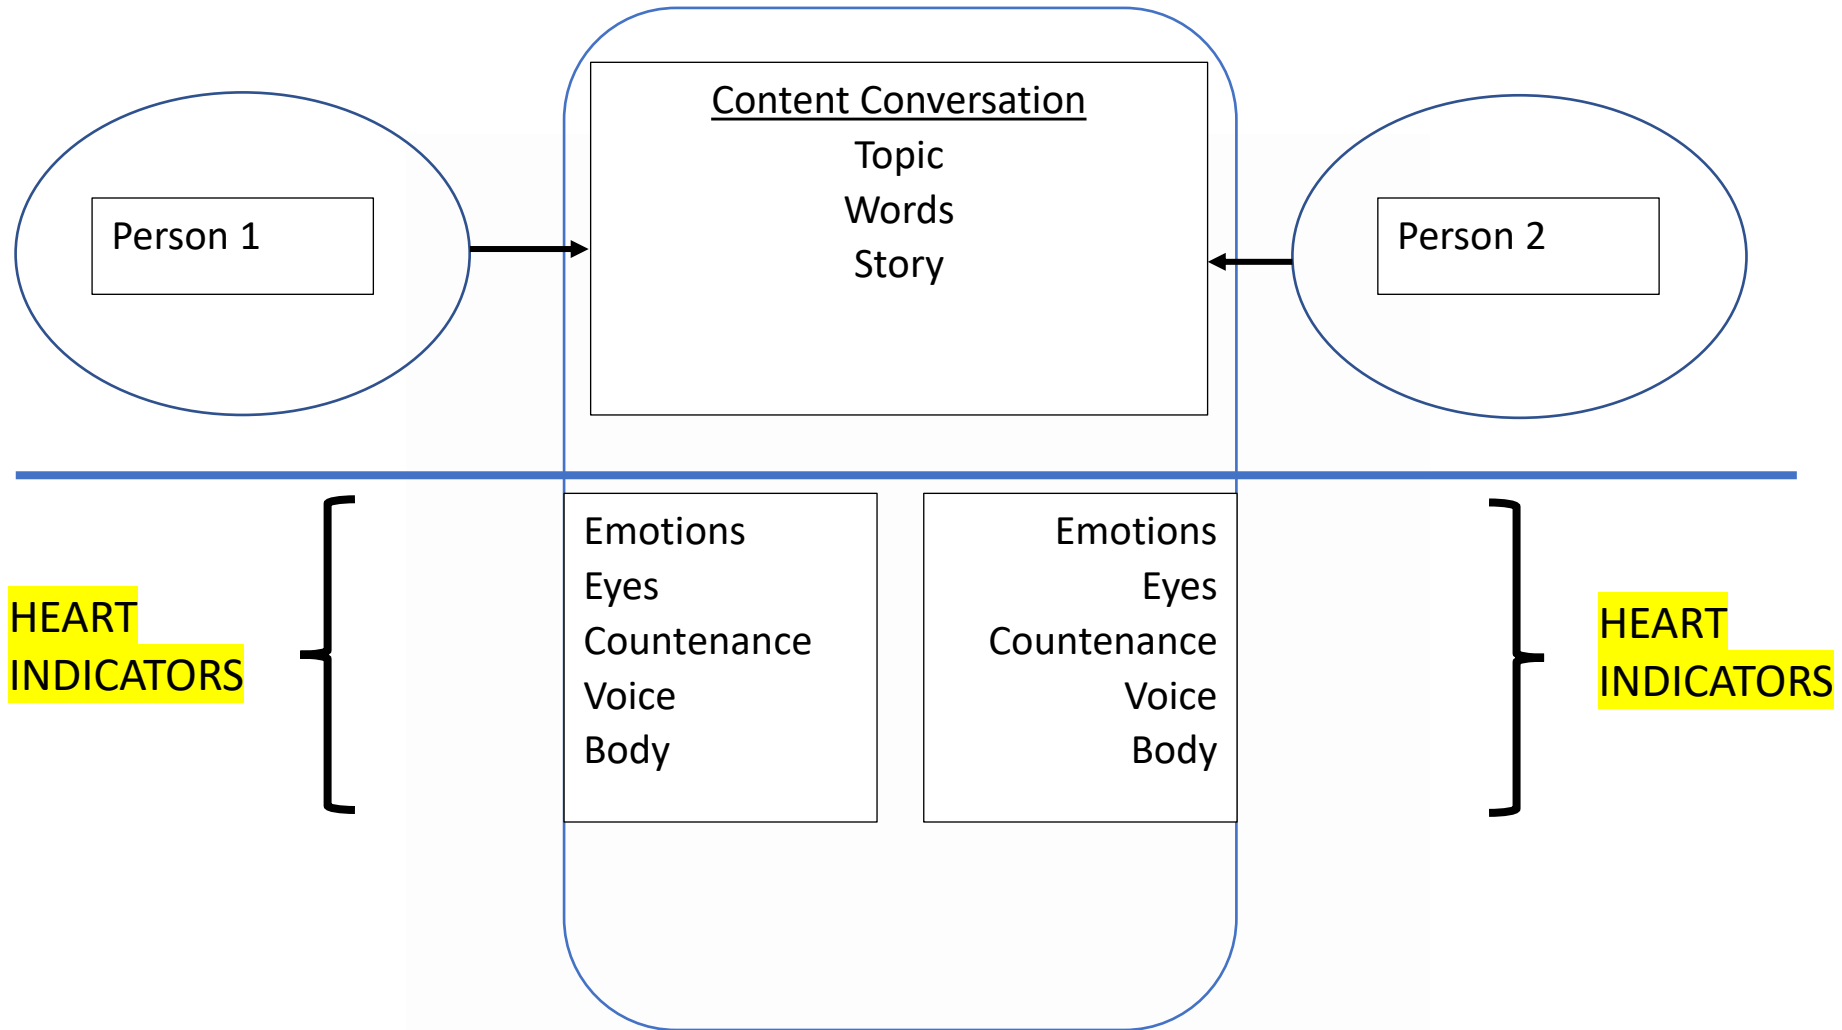 Content Conversation
Topic
Words
Story
Person 1
Person 2
HEART
INDICATORS
Emotions
Eyes
Countenance
Voice
Body
Emotions
Eyes
Countenance
Voice
Body
HEART
INDICATORS